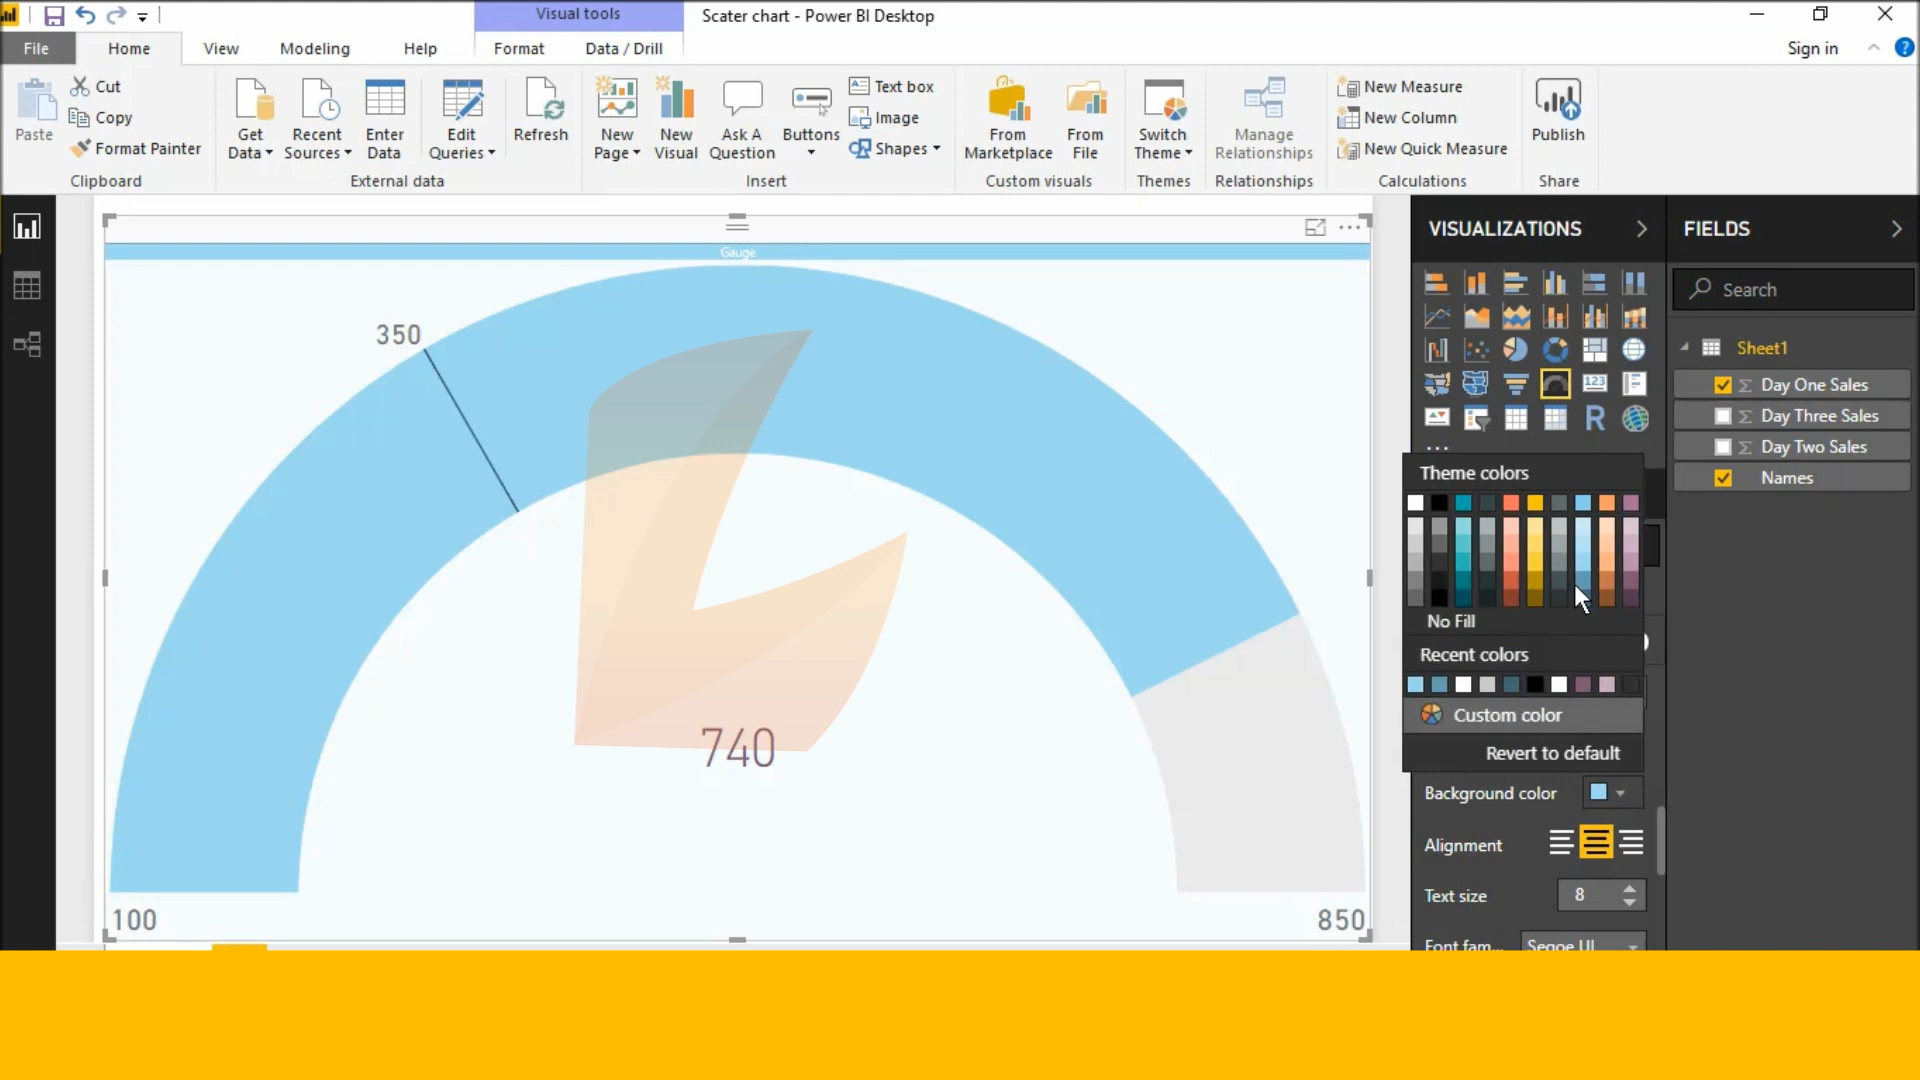 Visual tools
Scater chart - Power BI Desktop
File Home View Modeling Help Format Data / Drill
Sign in
Paste
Cut
Copy
Format Painter
Clipboard
Get Data
Recent Sources
Enter Data
Edit Queries
Refresh
External data
New Page
New Visual
Ask A Question
Buttons
Text box
Image
Shapes
Insert
From Marketplace
From File
Custom visuals
Switch Theme
Themes
Manage Relationships
Relationships
New Measure
New Column
New Quick Measure
Calculations
Publish
Share
Gauge
350
740
100
850
VISUALIZATIONS
123
R
Theme colors
No Fill
Recent colors
Custom color
Revert to default
Background color
Alignment
Text size 8
Font fam... Segoe UI
FIELDS
Search
Sheet1
Day One Sales
Day Three Sales
Day Two Sales
Names